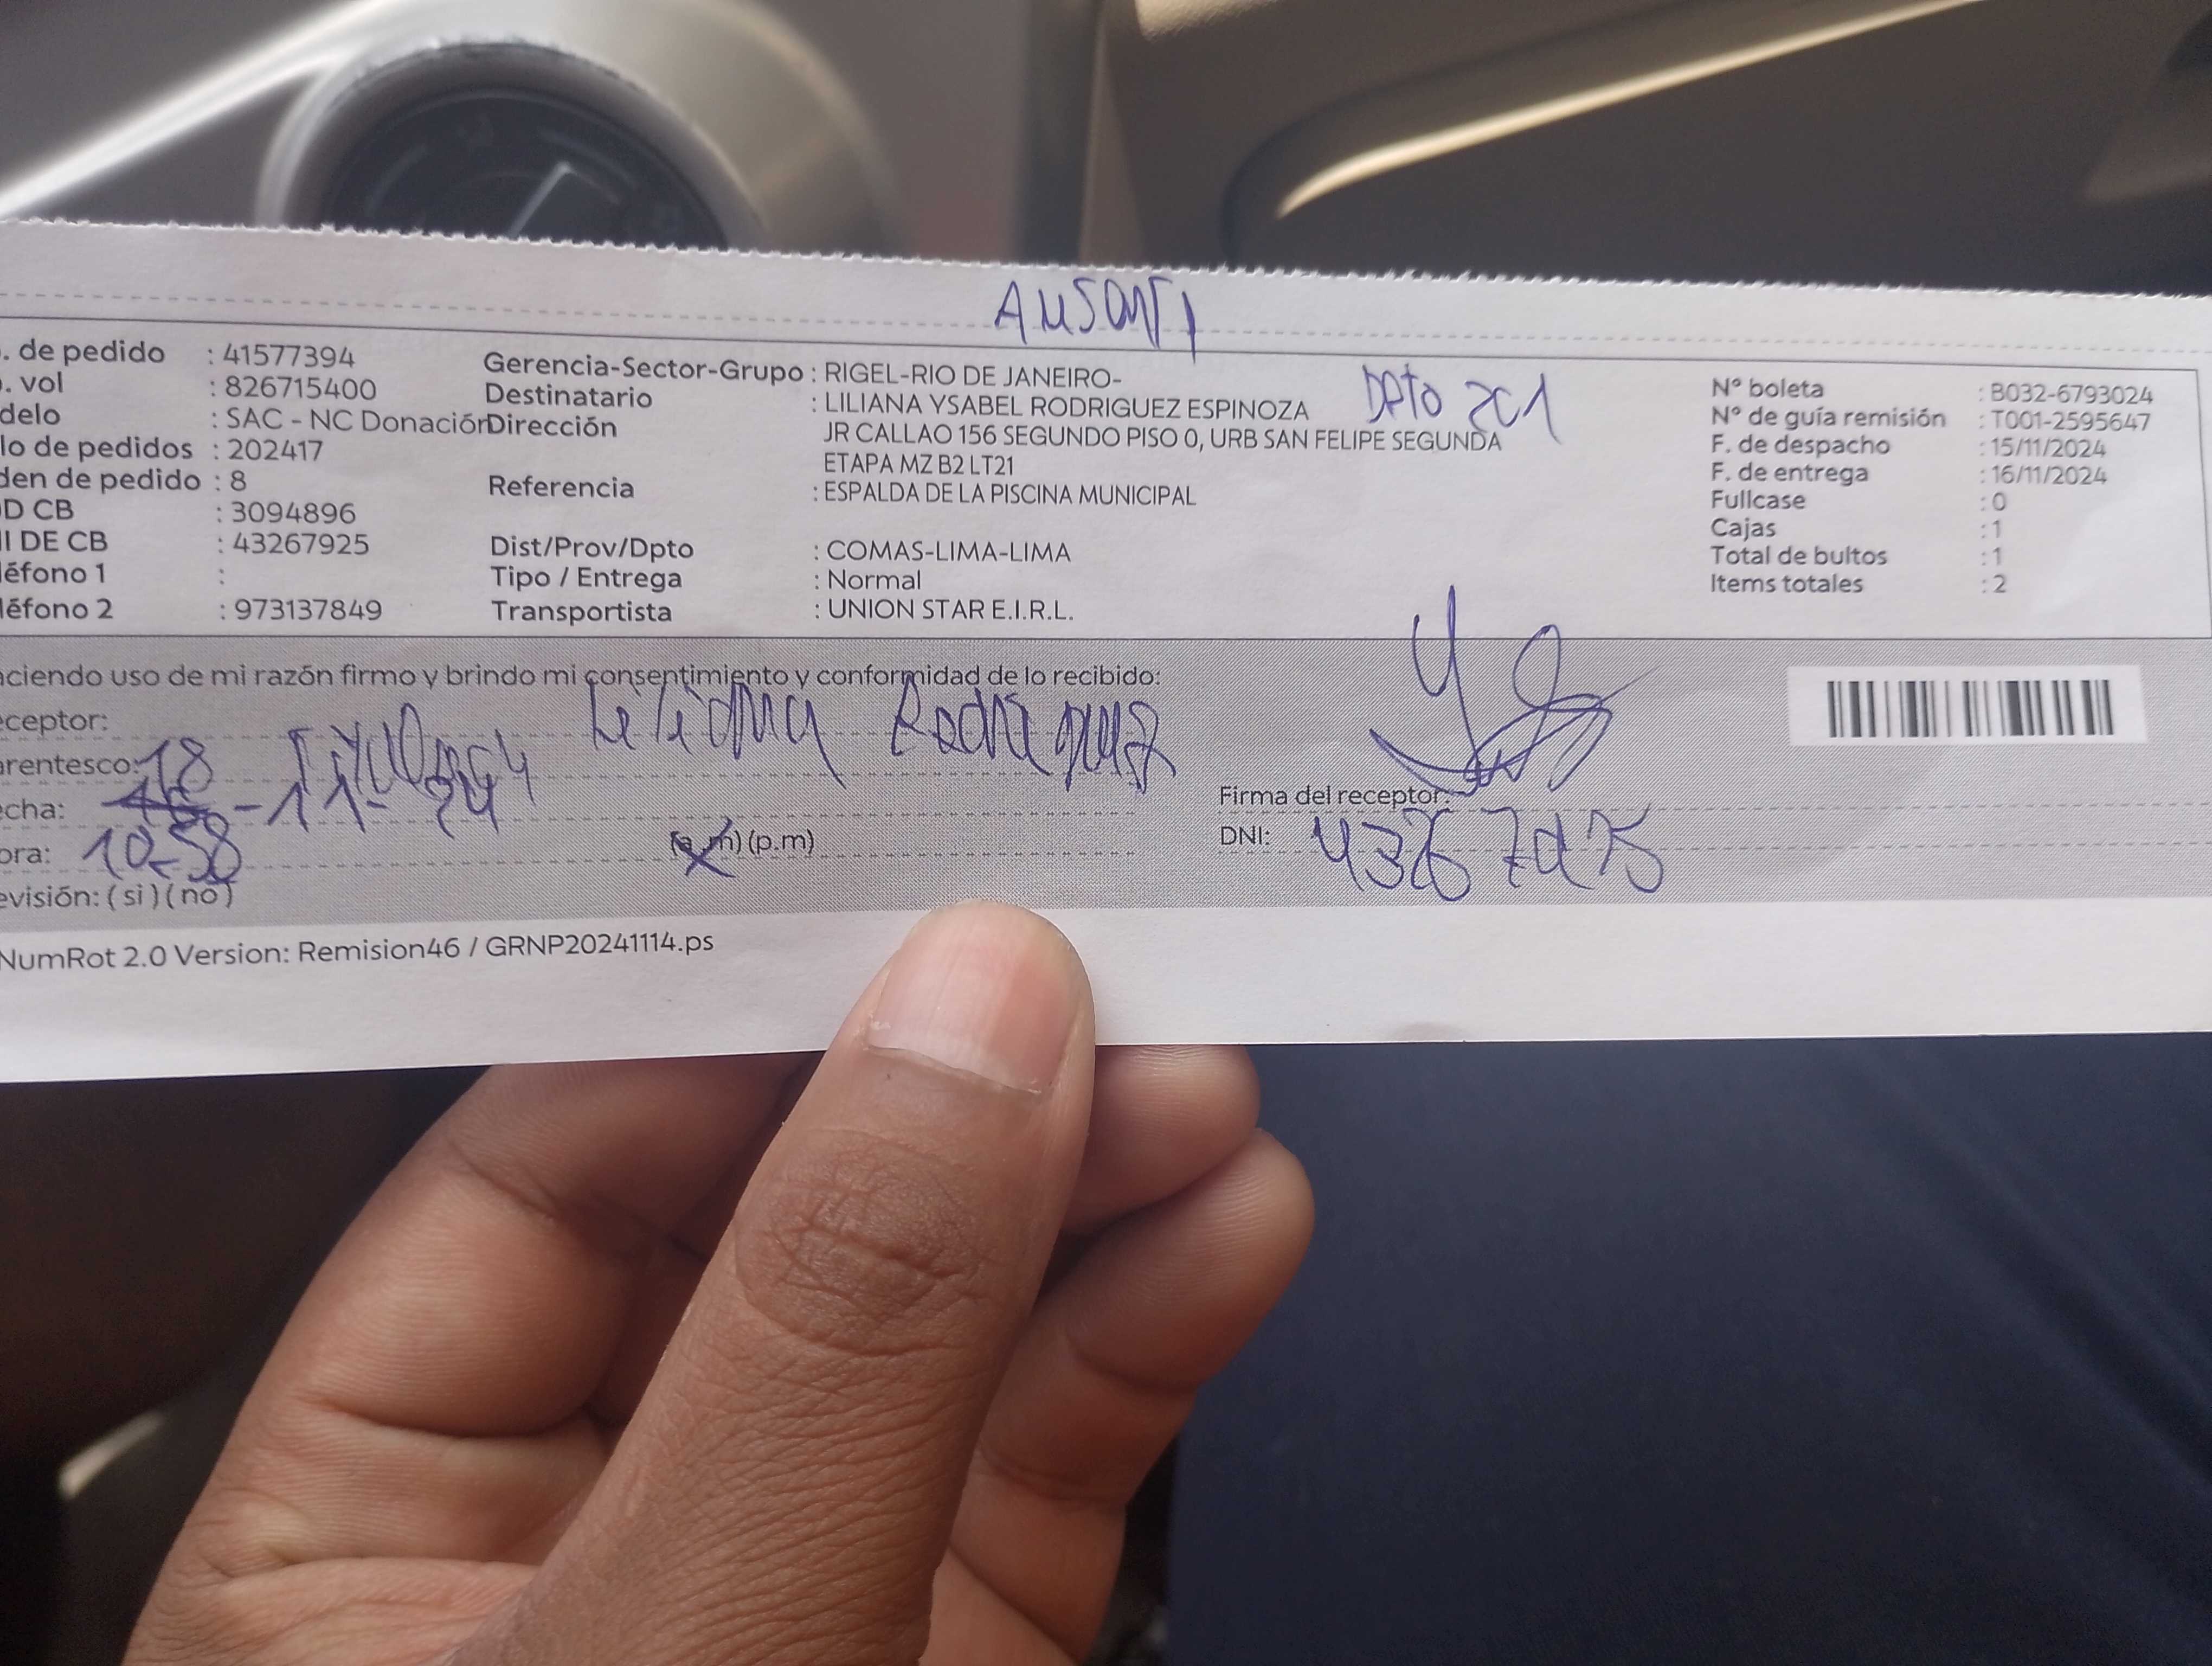 . de pedido : 41577394
. vol : 826715400
delo : SAC - NC Donación
lo de pedidos : 202417
den de pedido : 8
D CB : 3094896
I DE CB : 43267925
léfono 1 :
léfono 2 : 973137849
Gerencia-Sector-Grupo : RIGEL-RIO DE JANEIRO-
Destinatario : LILIANA YSABEL RODRIGUEZ ESPINOZA
Dpto 201
Dirección JR CALLAO 156 SEGUNDO PISO 0, URB SAN FELIPE SEGUNDA
ETAPA MZ B2 LT21
Referencia : ESPALDA DE LA PISCINA MUNICIPAL
Dist/Prov/Dpto : COMAS-LIMA-LIMA
Tipo / Entrega : Normal
Transportista : UNION STAR E.I.R.L.
N° boleta : B032-6793024
N° de guía remisión : T001-2595647
F. de despacho : 15/11/2024
F. de entrega : 16/11/2024
Fullcase : 0
Cajas : 1
Total de bultos : 1
Items totales : 2
aciendo uso de mi razón firmo y brindo mi consentimiento y conformidad de lo recibido:
eceptor: Liliana Rodriguez
arentesco:
echa: 18 -11- 24
ora: 10-58 (a.m) (p.m)
evisión: ( si ) ( no )
Firma del receptor:
DNI:
NumRot 2.0 Version: Remision46 / GRNP20241114.ps